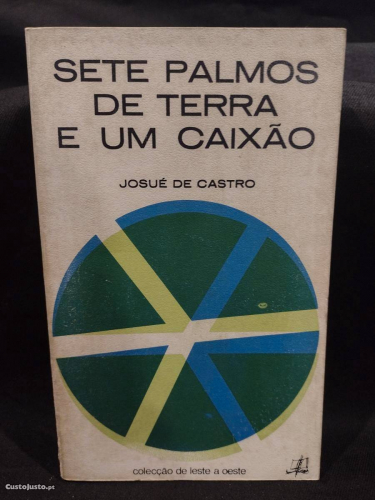 SETE PALMOS
DE TERRA
E UM CAIXÃO
JOSUÉ DE CASTRO
colecção de leste a oeste
CustoJusto.pt